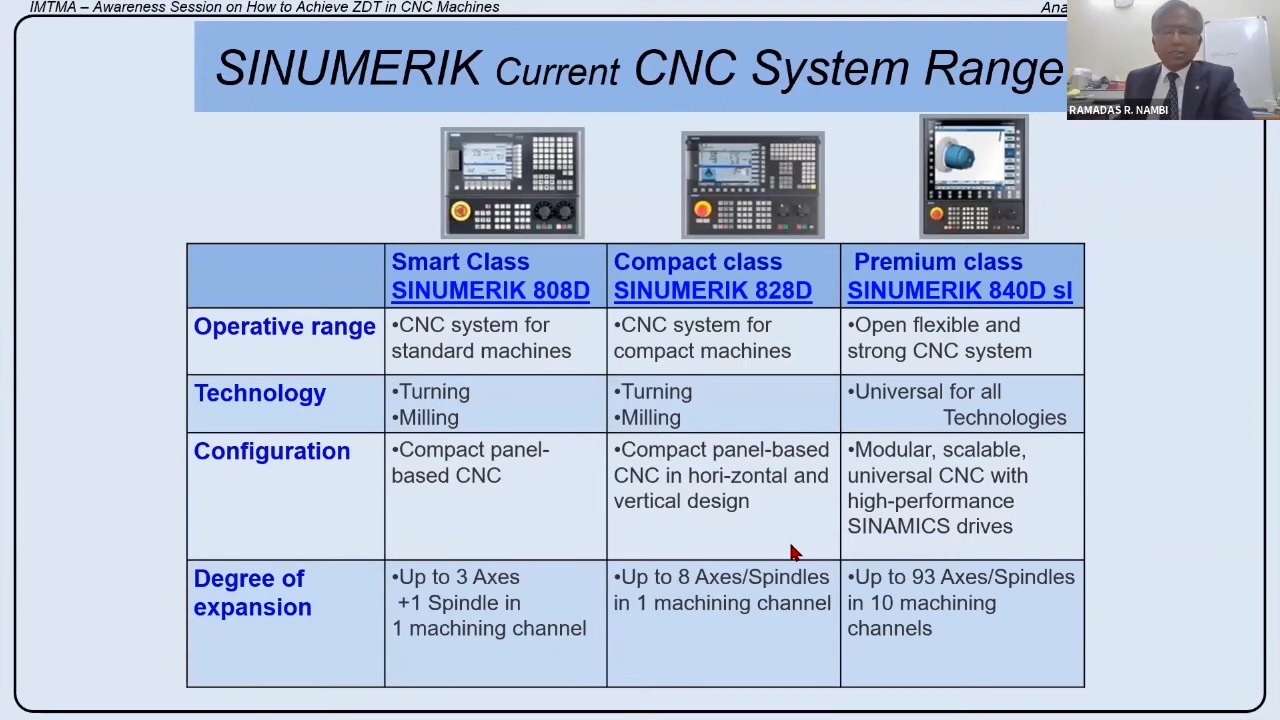 IMTMA – Awareness Session on How to Achieve ZDT in CNC Machines
Ana
SINUMERIK Current CNC System Range
RAMADAS R. NAMBI
Smart Class
SINUMERIK 808D
Compact class
SINUMERIK 828D
Premium class
SINUMERIK 840D sl
Operative range
•CNC system for
standard machines
•CNC system for
compact machines
•Open flexible and
strong CNC system
Technology
•Turning
•Milling
•Turning
•Milling
•Universal for all
Technologies
Configuration
•Compact panel-
based CNC
•Compact panel-based
CNC in hori-zontal and
vertical design
•Modular, scalable,
universal CNC with
high-performance
SINAMICS drives
Degree of
expansion
•Up to 3 Axes
+1 Spindle in
1 machining channel
•Up to 8 Axes/Spindles
in 1 machining channel
•Up to 93 Axes/Spindles
in 10 machining
channels